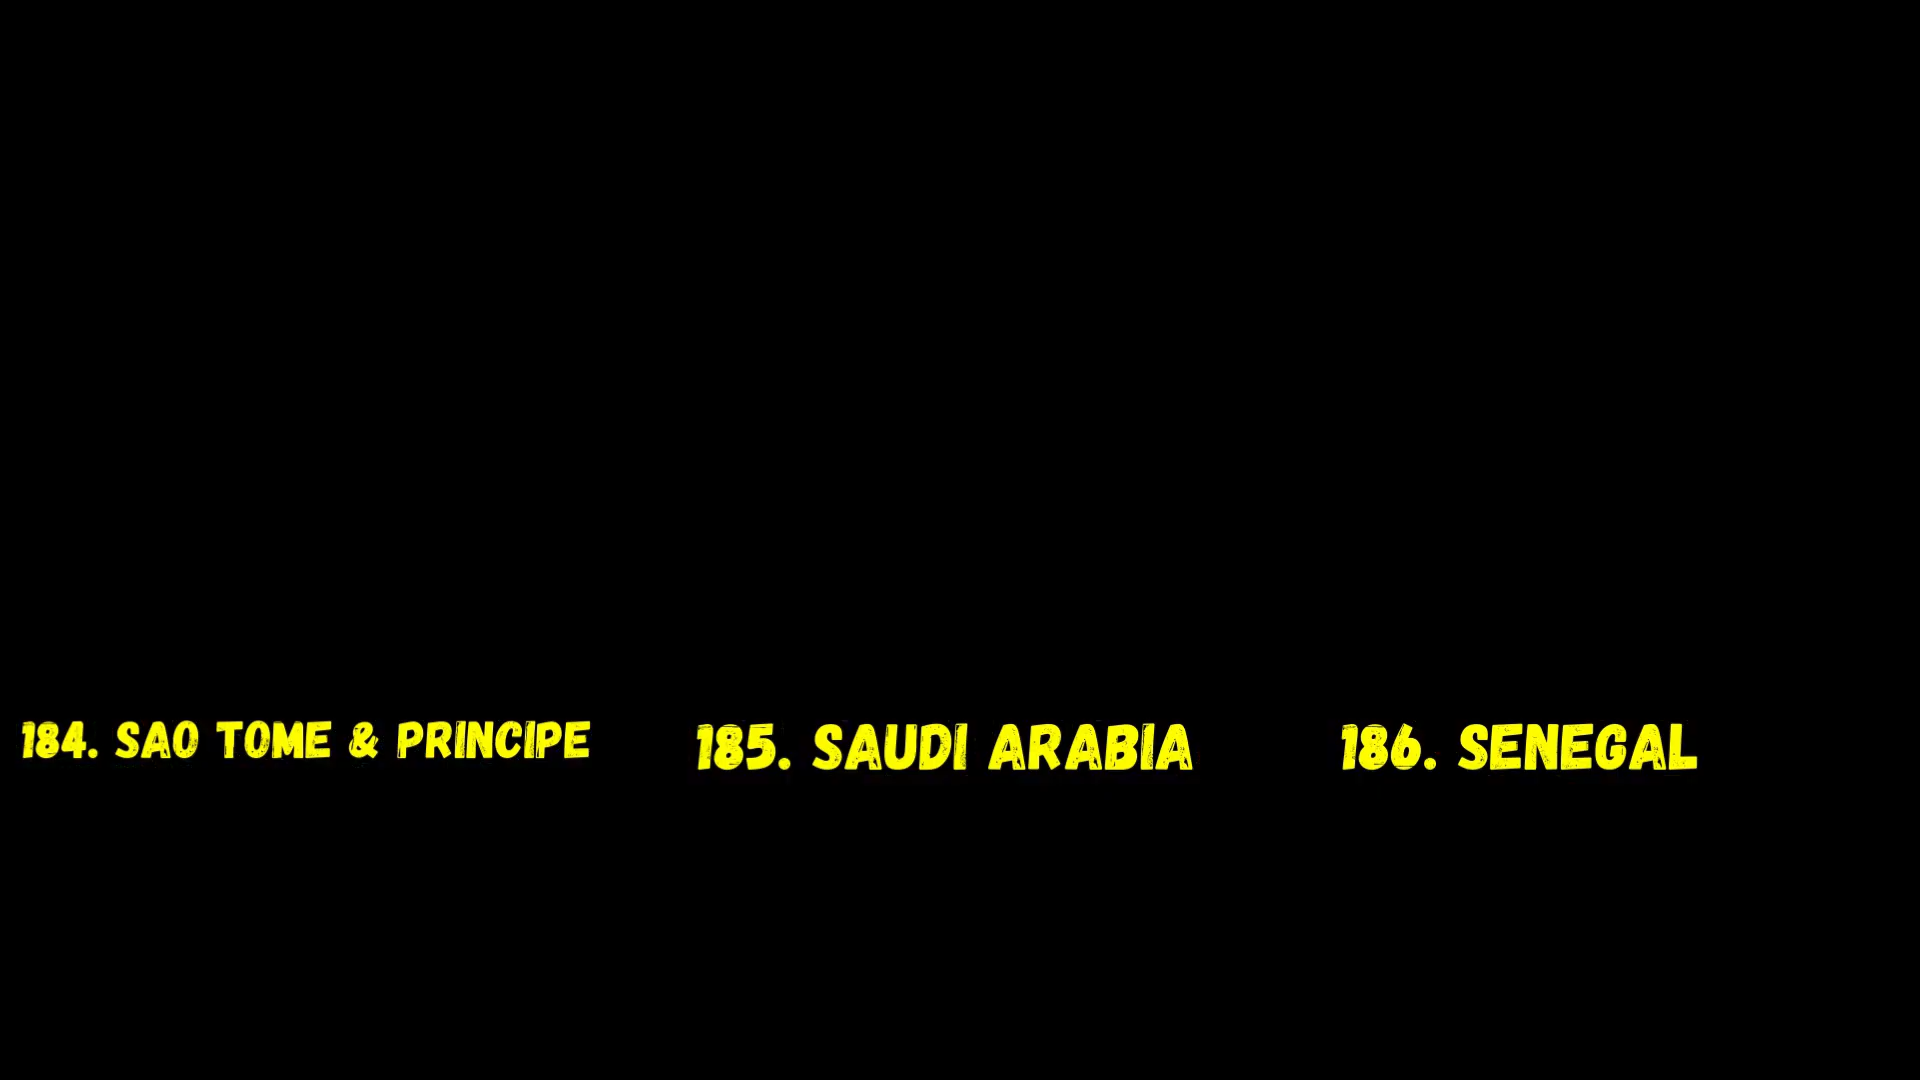 184. SAO TOME & PRINCIPE
185. SAUDI ARABIA
186. SENEGAL